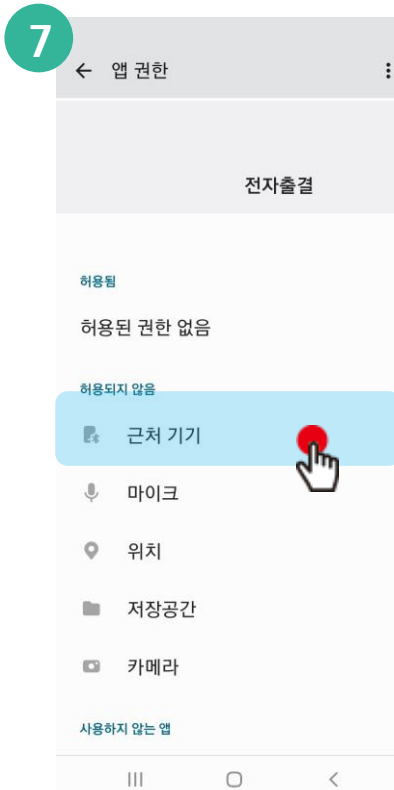 7
앱 권한
전자출결
허용됨
허용된 권한 없음
허용되지 않음
근처 기기
마이크
위치
저장공간
카메라
사용하지 않는 앱